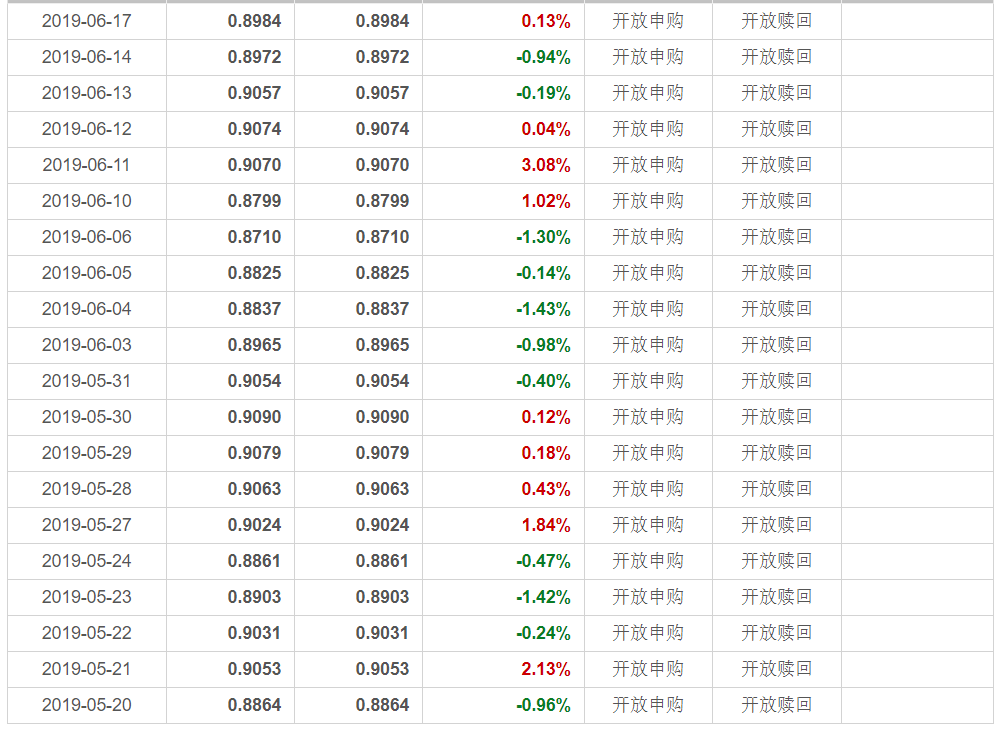 2019-06-17 0.8984 0.8984 0.13% 开放申购 开放赎回
2019-06-14 0.8972 0.8972 -0.94% 开放申购 开放赎回
2019-06-13 0.9057 0.9057 -0.19% 开放申购 开放赎回
2019-06-12 0.9074 0.9074 0.04% 开放申购 开放赎回
2019-06-11 0.9070 0.9070 3.08% 开放申购 开放赎回
2019-06-10 0.8799 0.8799 1.02% 开放申购 开放赎回
2019-06-06 0.8710 0.8710 -1.30% 开放申购 开放赎回
2019-06-05 0.8825 0.8825 -0.14% 开放申购 开放赎回
2019-06-04 0.8837 0.8837 -1.43% 开放申购 开放赎回
2019-06-03 0.8965 0.8965 -0.98% 开放申购 开放赎回
2019-05-31 0.9054 0.9054 -0.40% 开放申购 开放赎回
2019-05-30 0.9090 0.9090 0.12% 开放申购 开放赎回
2019-05-29 0.9079 0.9079 0.18% 开放申购 开放赎回
2019-05-28 0.9063 0.9063 0.43% 开放申购 开放赎回
2019-05-27 0.9024 0.9024 1.84% 开放申购 开放赎回
2019-05-24 0.8861 0.8861 -0.47% 开放申购 开放赎回
2019-05-23 0.8903 0.8903 -1.42% 开放申购 开放赎回
2019-05-22 0.9031 0.9031 -0.24% 开放申购 开放赎回
2019-05-21 0.9053 0.9053 2.13% 开放申购 开放赎回
2019-05-20 0.8864 0.8864 -0.96% 开放申购 开放赎回